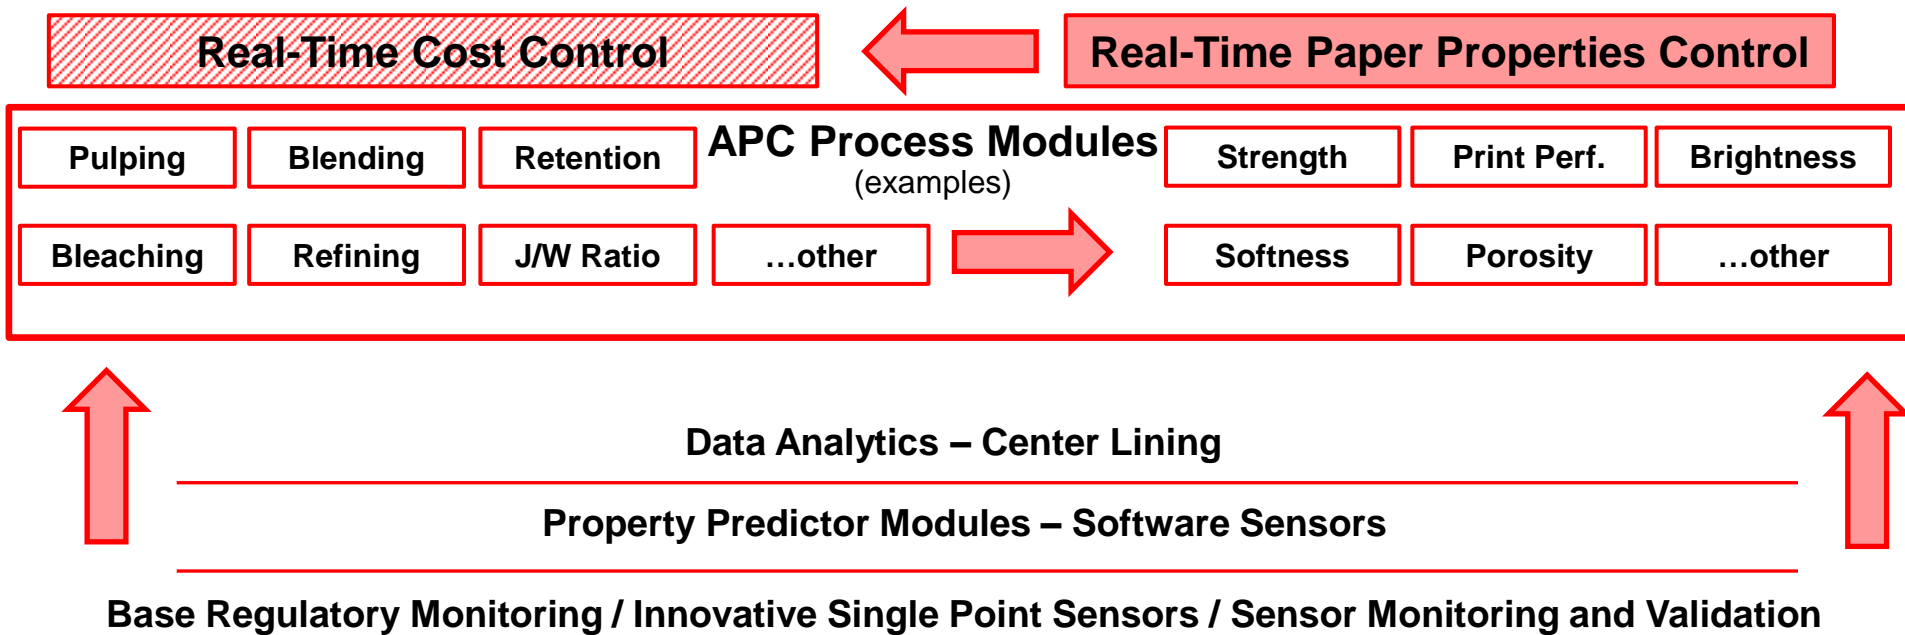 Real-Time Cost Control
Real-Time Paper Properties Control
APC Process Modules
(examples)
Pulping
Blending
Retention
Strength
Print Perf.
Brightness
Bleaching
Refining
J/W Ratio
…other
Softness
Porosity
…other
Data Analytics – Center Lining
Property Predictor Modules – Software Sensors
Base Regulatory Monitoring / Innovative Single Point Sensors / Sensor Monitoring and Validation